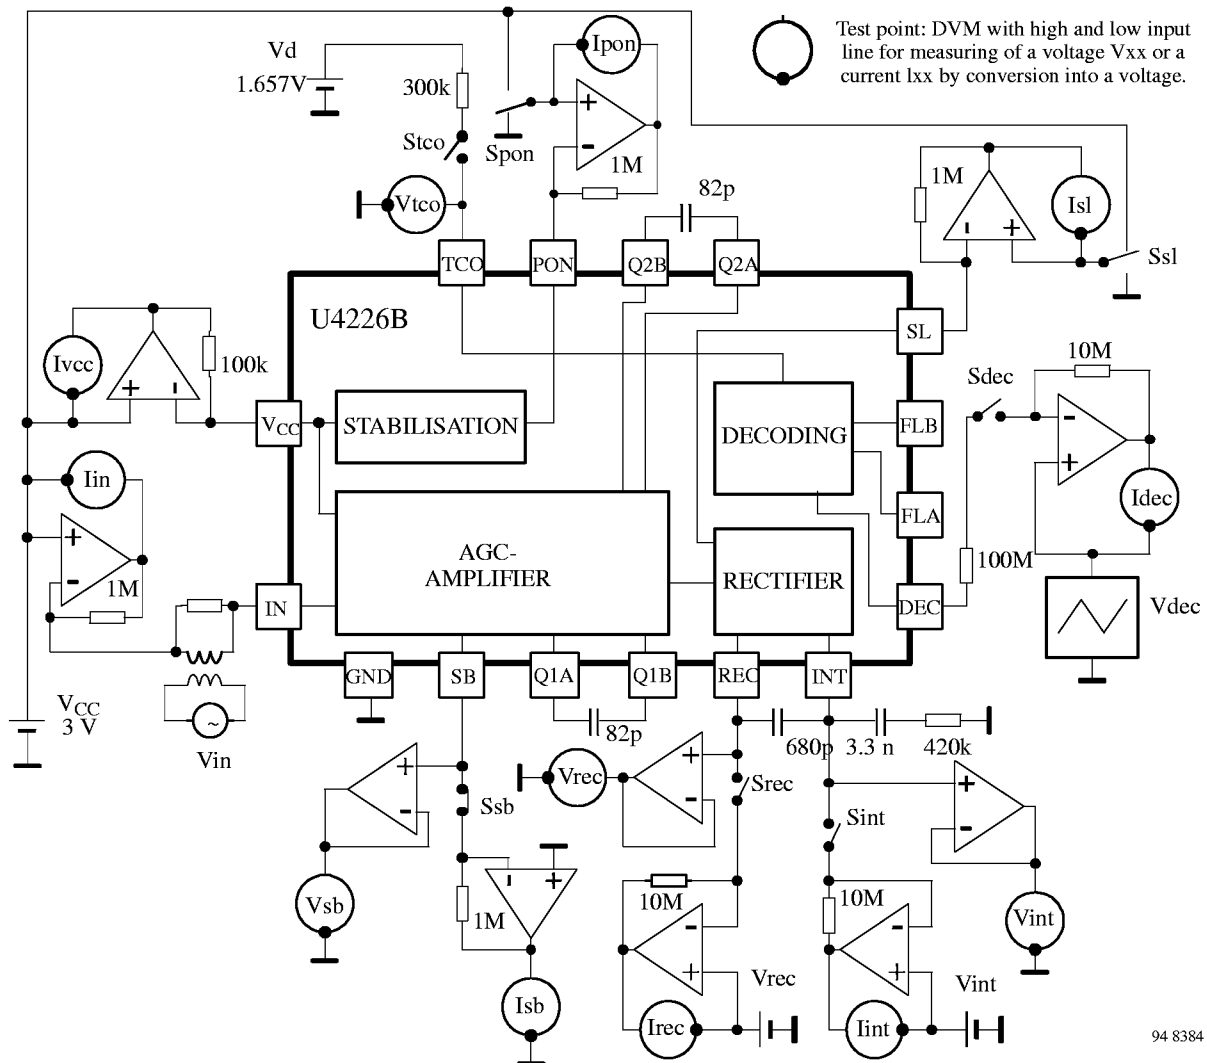 Test point: DVM with high and low input
line for measuring of a voltage Vxx or a
current Ixx by conversion into a voltage.
Vd
1.657V
300k
Stco
Vtco
Ipon
+
-
Spon
1M
82p
1M
-
+
Isl
Ssl
TCO
PON
Q2B
Q2A
U4226B
SL
Ivcc
+
-
100k
VCC
STABILISATION
DECODING
FLB
FLA
Sdec
10M
-
+
Idec
Iin
+
-
1M
AGC-
AMPLIFIER
RECTIFIER
100M
IN
DEC
Vdec
GND
SB
Q1A
Q1B
REC
INT
VCC
3 V
~
Vin
82p
680p
3.3 n
420k
+
-
Vsb
Ssb
-
+
1M
Isb
Vrec
+
-
Srec
10M
-
+
Irec
Vrec
Sint
10M
-
+
Iint
Vint
+
-
Vint
94 8384